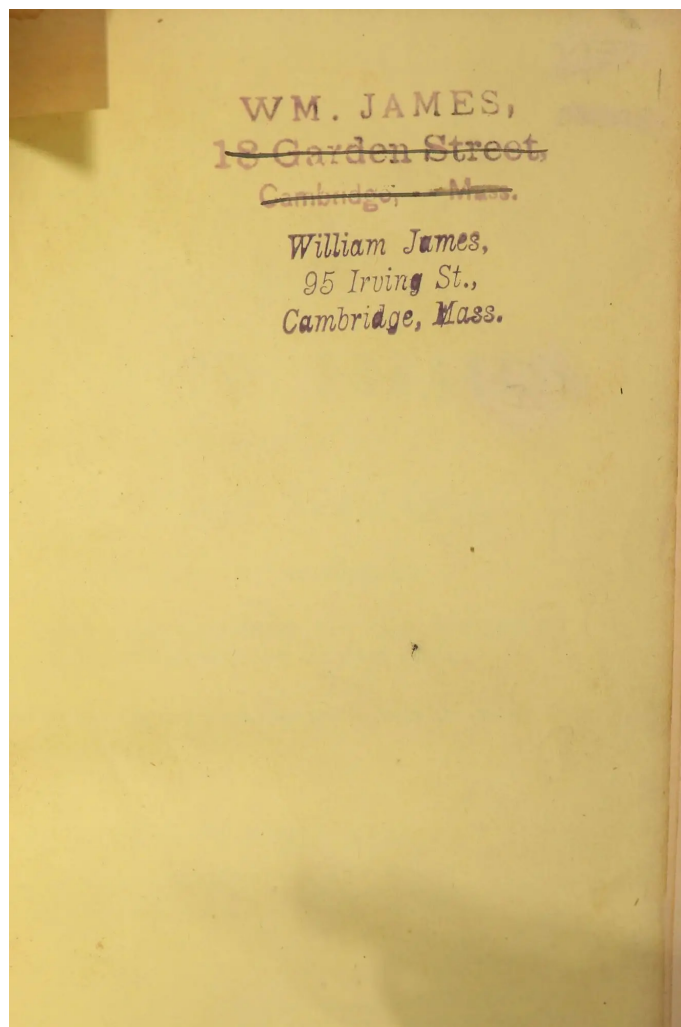 WM. JAMES,
18 Garden Street,
Cambridge, - Mass.
William James,
95 Irving St.,
Cambridge, Mass.